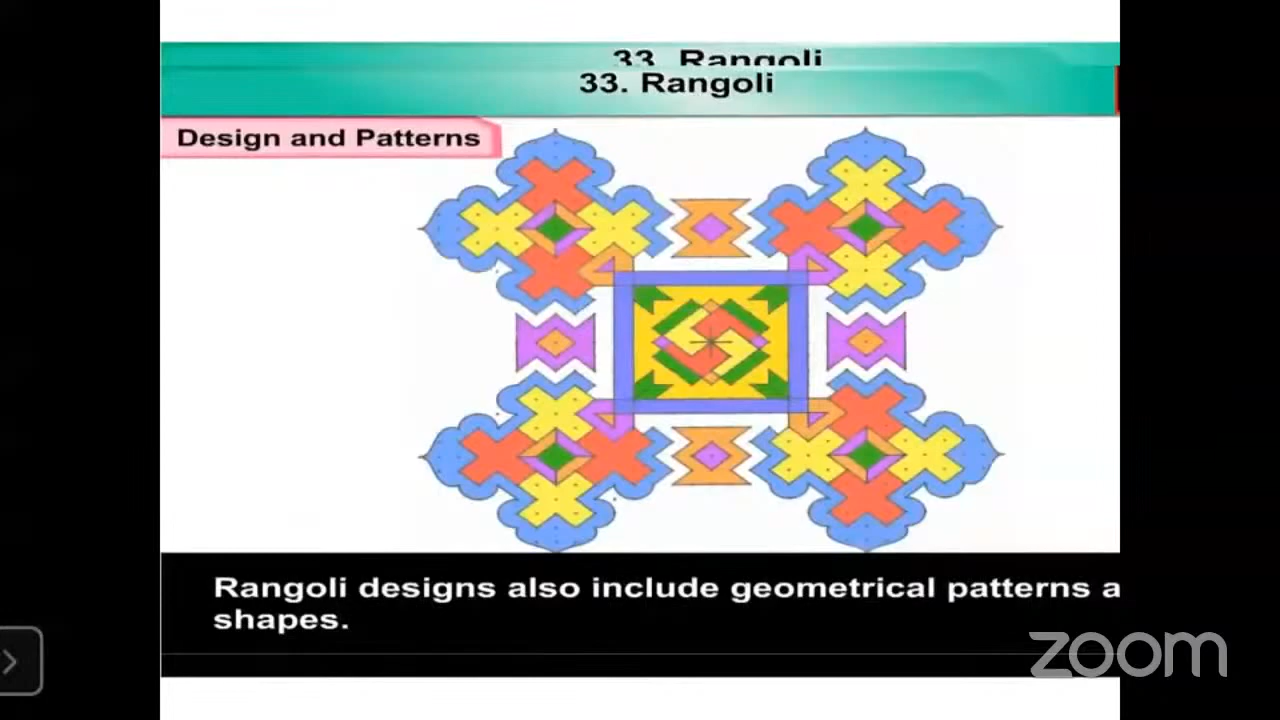 33. Rangoli
33. Rangoli
Design and Patterns
Rangoli designs also include geometrical patterns a
shapes.
zoom